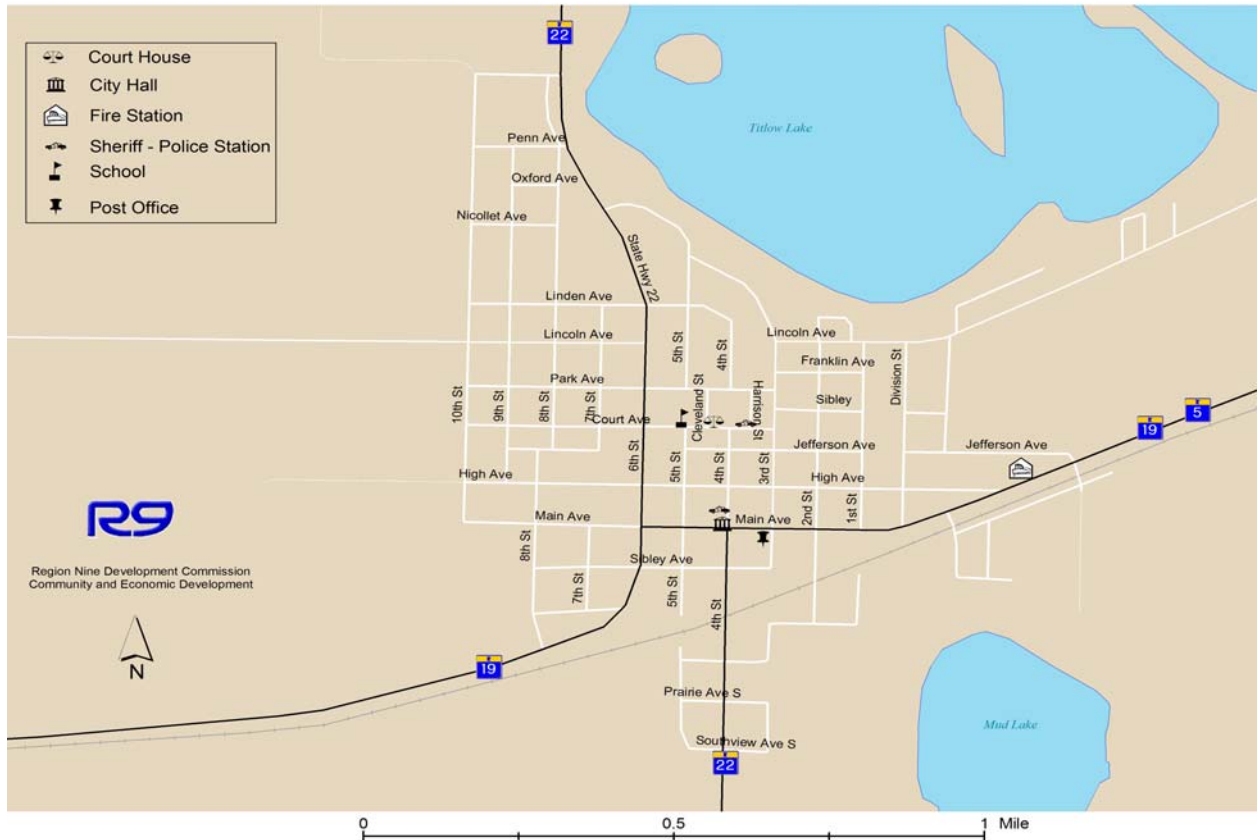 22
Court House
City Hall
Fire Station
Sheriff - Police Station
School
Post Office
Titlow Lake
Penn Ave
Oxford Ave
Nicollet Ave
State Hwy 22
Linden Ave
Lincoln Ave
Lincoln Ave
5th St
4th St
Franklin Ave
Division St
Park Ave
10th St
9th St
8th St
7th St
Cleveland St
Harrison St
Sibley
Court Ave
5
19
6th St
Jefferson Ave
Jefferson Ave
5th St
4th St
3rd St
High Ave
High Ave
2nd St
1st St
Main Ave
Main Ave
R9
8th St
Sibley Ave
Region Nine Development Commission
Community and Economic Development
7th St
5th St
4th St
N
19
Prairie Ave S
Mud Lake
Southview Ave S
22
0
0.5
1 Mile